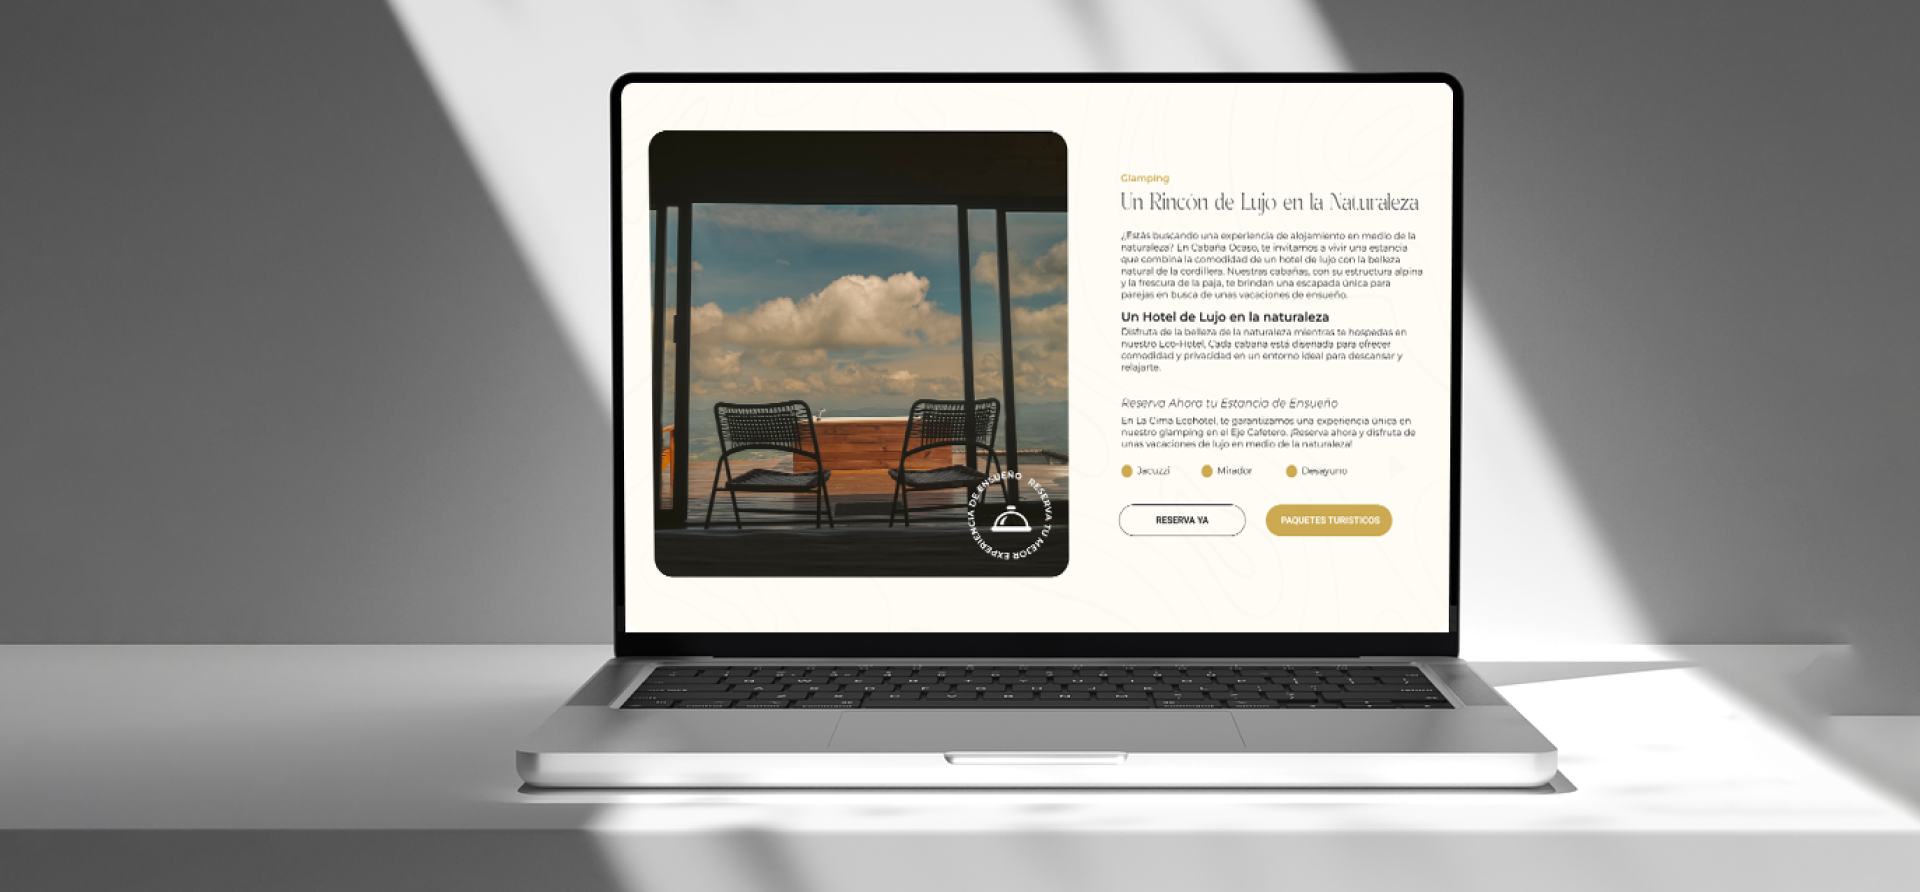 Glamping
Un Rincón de Lujo en la Naturaleza
¿Estás buscando una experiencia de alojamiento en medio de la
naturaleza? En Cabaña Ocaso, te invitamos a vivir una estancia
que combina la comodidad de un hotel de lujo con la belleza
natural de la cordillera. Nuestras cabañas, con su estructura alpina
y la frescura de la paja, te brindan una escapada única para
parejas en busca de unas vacaciones de ensueño.
Un Hotel de Lujo en la naturaleza
Disfruta de la belleza de la naturaleza mientras te hospedas en
nuestro Eco-Hotel, Cada cabana está disenada para ofrecer
comodidad y privacidad en un entorno ideal para descansar y
relajarte.
Reserva Ahora tu Estancia de Ensueño
En La Cima Ecohotel, te garantizamos una experiencia única en
nuestro glamping en el Eje Cafetero. ¡Reserva ahora y disfruta de
unas vacaciones de lujo en medio de la naturaleza!
Jacuzzi Mirador Desayuno
RESERVA YA PAQUETES TURISTICOS
RESERVA TU MEJOR EXPERIENCIA DE ENSUEÑO